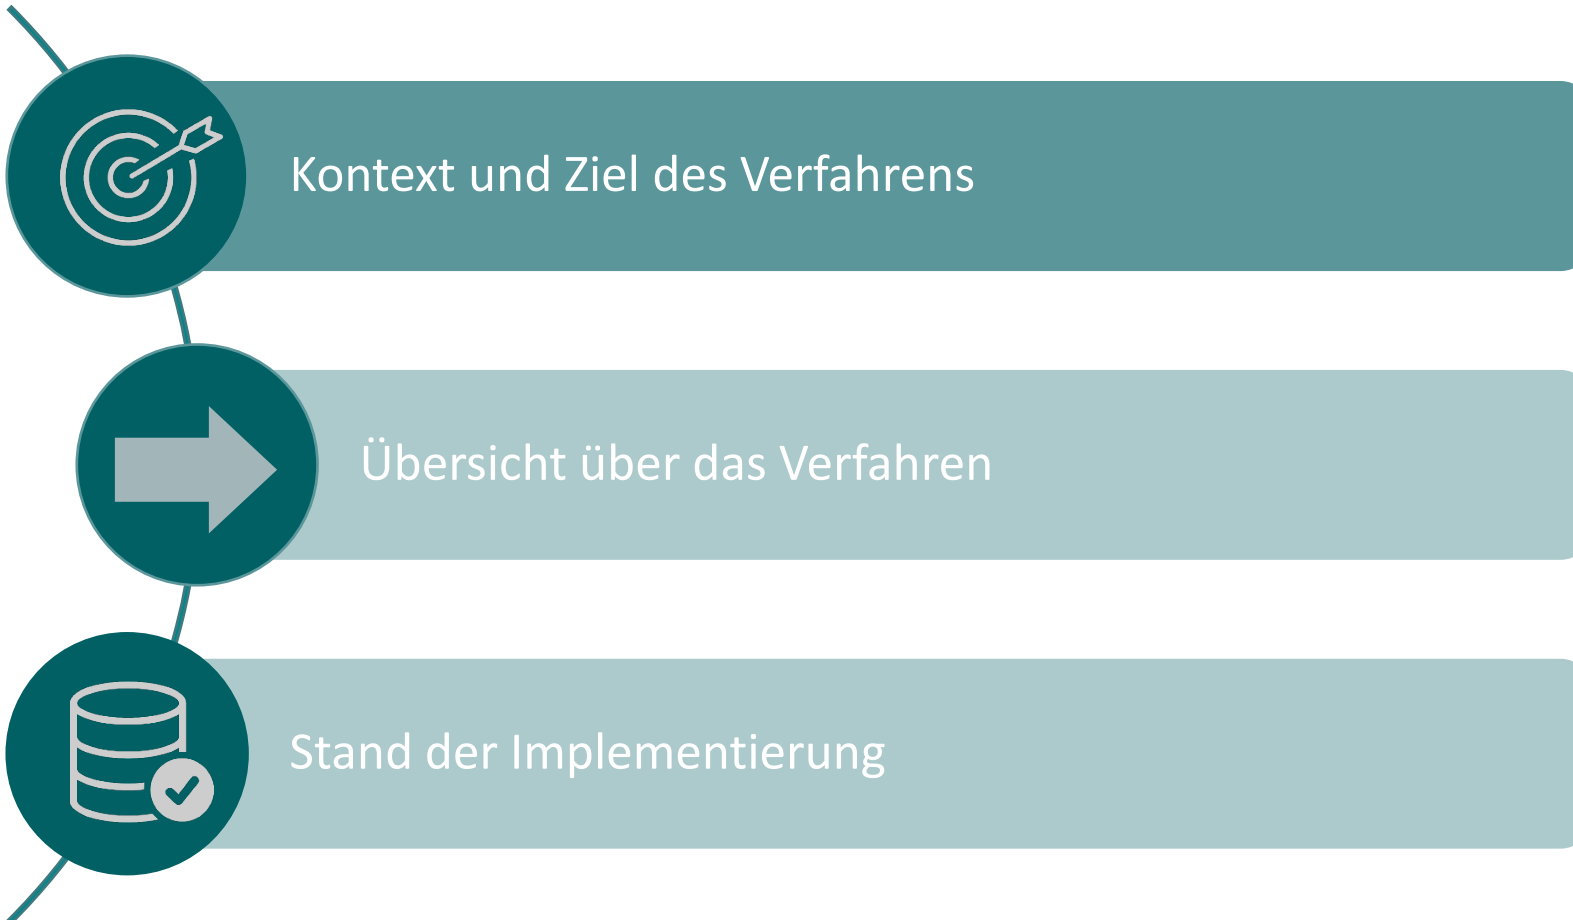 Kontext und Ziel des Verfahrens
Übersicht über das Verfahren
Stand der Implementierung